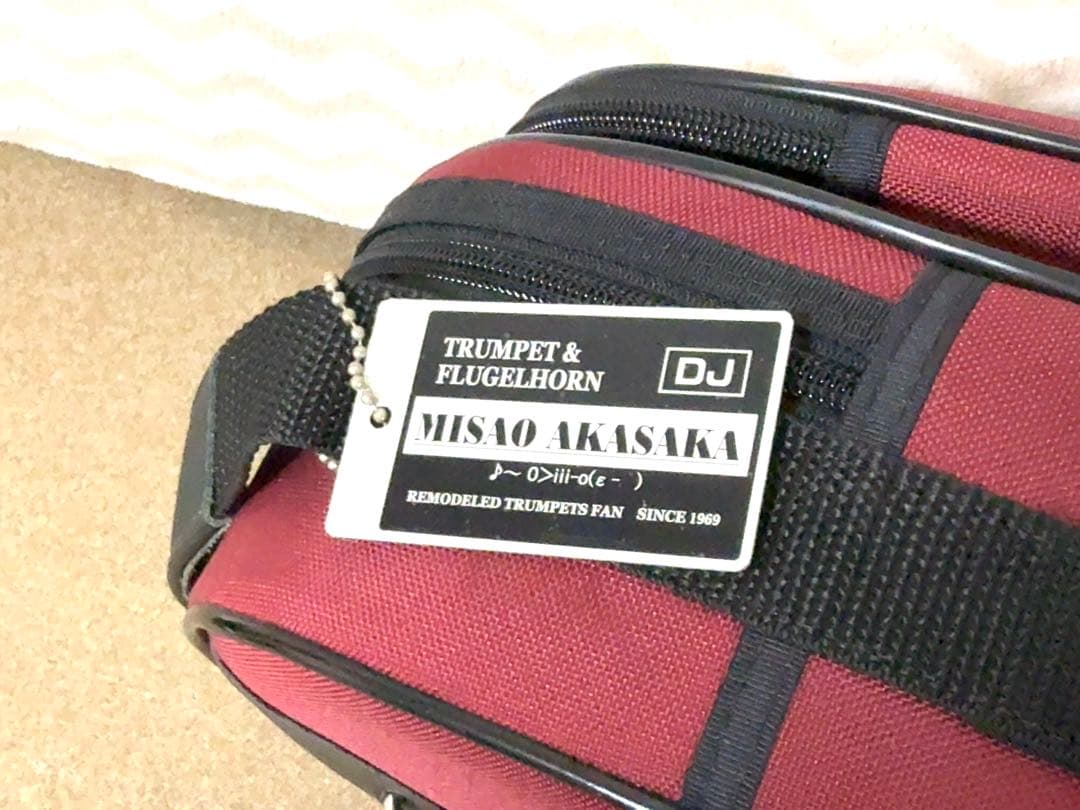 TRUMPET &
FLUGELHORN
DJ
MISAO AKASAKA
♪～ 0>iii-o(ε - )
REMODELED TRUMPETS FAN SINCE 1969